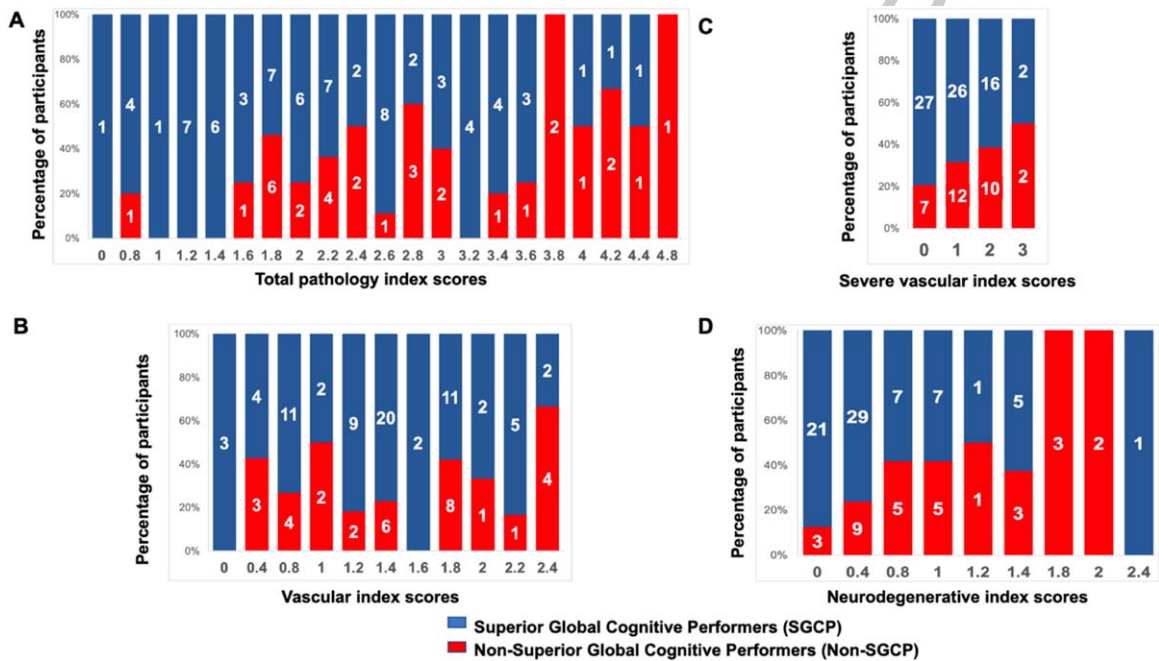 A
Percentage of participants
100%
80%
60%
40%
20%
0%
1 4 1 7 6 3 7 6 7 2 8 2 3 4 4 3 2 1 1 1 1
1 1 6 2 4 2 1 3 2 1 1 1 2 1
0 0.8 1 1.2 1.4 1.6 1.8 2 2.2 2.4 2.6 2.8 3 3.2 3.4 3.6 3.8 4 4.2 4.4 4.8
Total pathology index scores
C
Percentage of participants
100%
80%
60%
40%
20%
0%
27 26 16 2
7 12 10 2
0 1 2 3
Severe vascular index scores
B
Percentage of participants
100%
80%
60%
40%
20%
0%
3 4 11 2 9 20 2 11 2 5 2
3 4 2 2 6 8 1 1 4
0 0.4 0.8 1 1.2 1.4 1.6 1.8 2 2.2 2.4
Vascular index scores
D
Percentage of participants
100%
80%
60%
40%
20%
0%
21 29 7 7 1 5 3 2 1
3 9 5 5 1 3
0 0.4 0.8 1 1.2 1.4 1.8 2 2.4
Neurodegenerative index scores
Superior Global Cognitive Performers (SGCP)
Non-Superior Global Cognitive Performers (Non-SGCP)